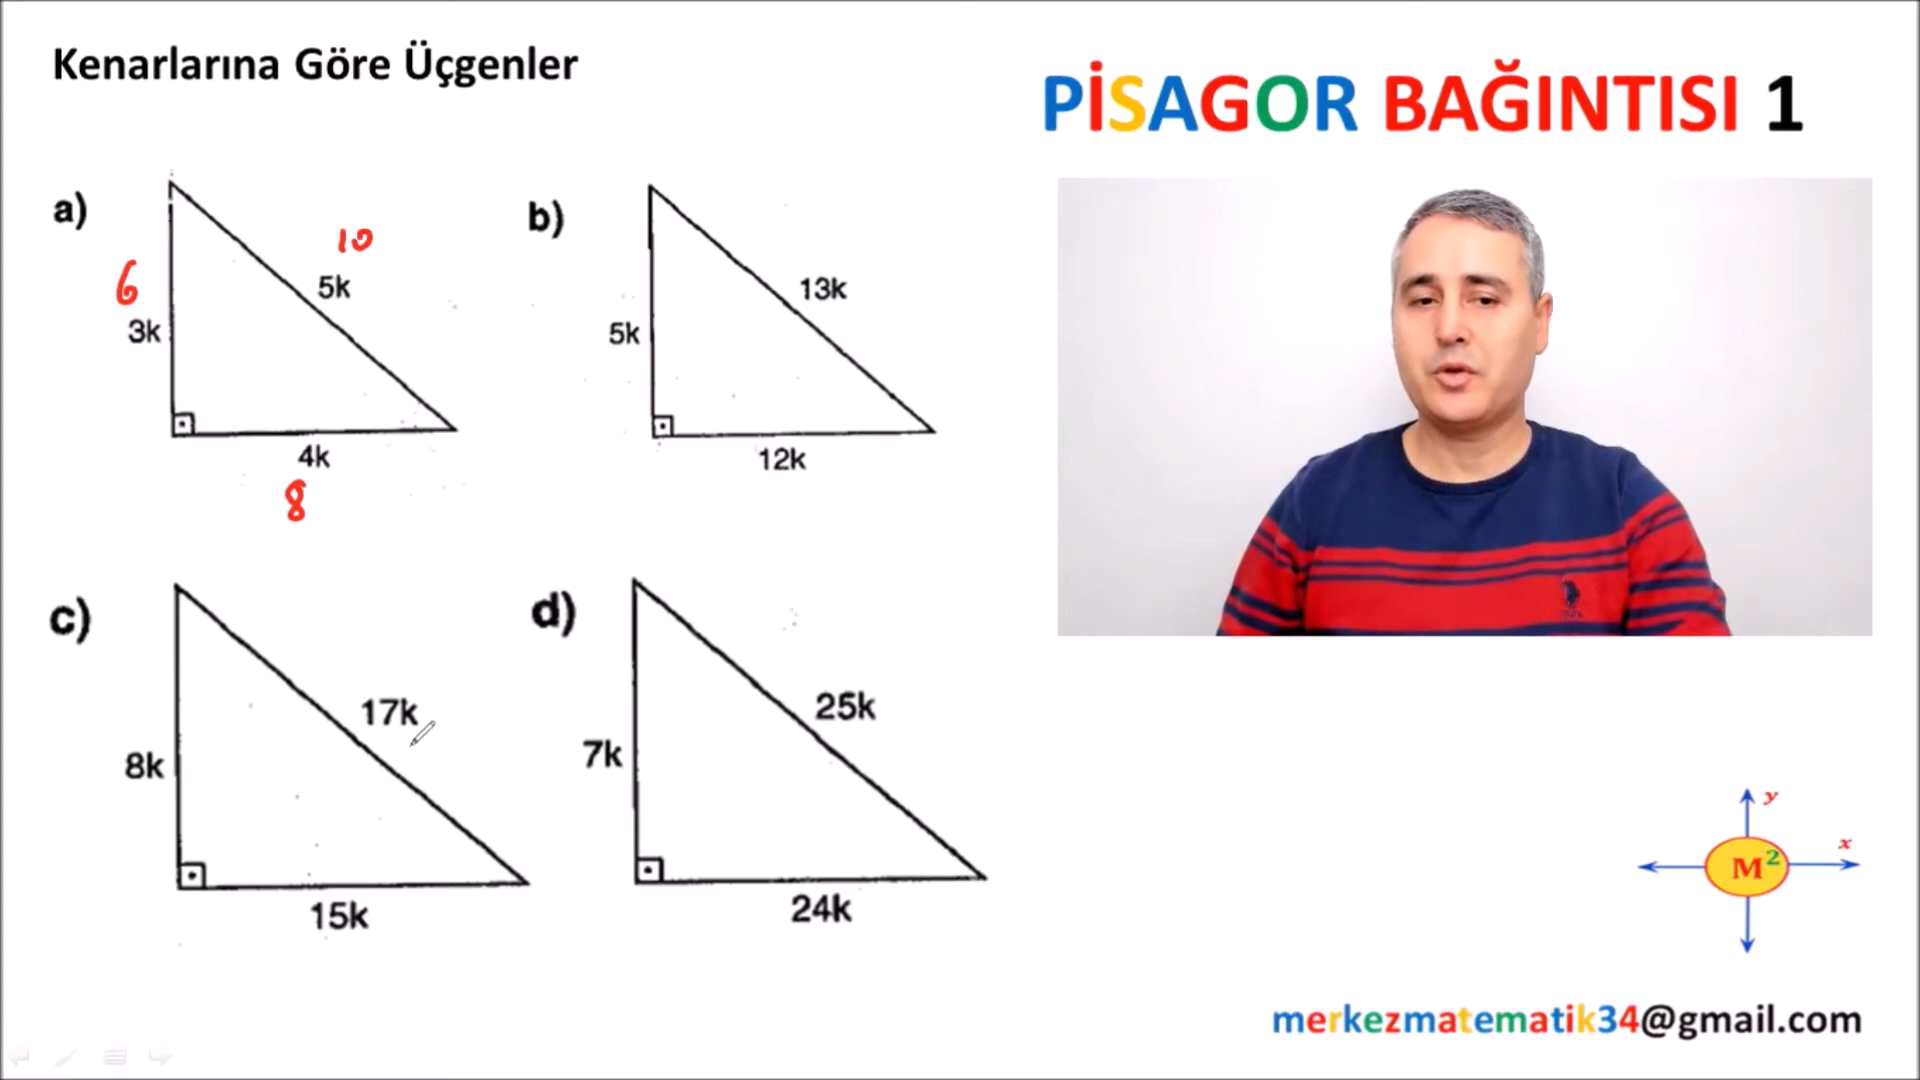 Kenarlarına Göre Üçgenler
PİSAGOR BAĞINTISI 1
a)
10
6
5k
3k
4k
8
b)
13k
5k
12k
c)
17k
8k
15k
d)
25k
7k
24k
y
x
M²
merkezmatematik34@gmail.com